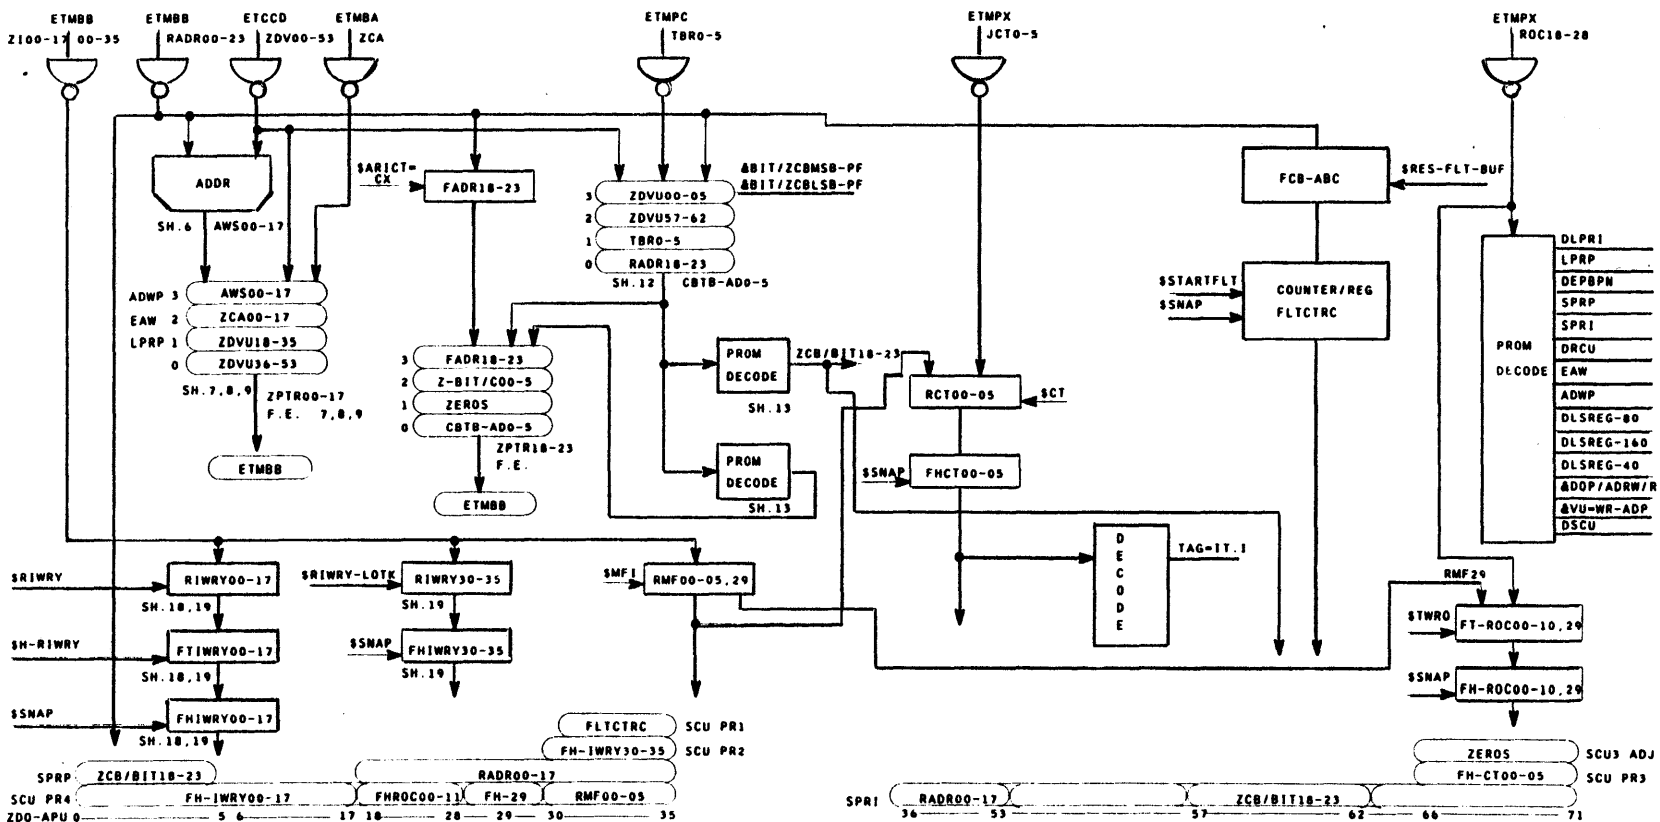 ETMBB ETMBB ETCCD ETMBA ETMPC ETMPX ETMPX
ZI00-17 00-35 RADR00-23 ZDV00-53 ZCA TBR0-5 JCT0-5 ROC18-28
ADDR
SH.6 AWS00-17
$ARICT=
CX
FADR18-23
&BIT/ZCBMSB-PF
&BIT/ZCBLSB-PF
3 ZDVU00-05
2 ZDVU57-62
1 TBR0-5
0 RADR18-23
SH.12 CBTB-AD0-5
FCB-ABC
$RES-FLT-BUF
$STARTFLT
$SNAP
COUNTER/REG
FLTCTRC
ADWP 3 AWS00-17
EAW 2 ZCA00-17
LPRP 1 ZDVU18-35
0 ZDVU36-53
SH.7,8,9 ZPTR00-17
F.E. 7,8,9
ETMBB
3 FADR18-23
2 Z-BIT/C00-5
1 ZEROS
0 CBTB-AD0-5
ZPTR18-23
F.E.
ETMBB
PROM
DECODE
SH.13
ZCB/BIT18-23
PROM
DECODE
SH.13
RCT00-05
$CT
$SNAP
FHCT00-05
DECODE
TAG=IT.I
PROM
DECODE
DLPRI
LPRP
DEPBPN
SPRP
SPRI
DRCU
EAW
ADWP
DLSREG-80
DLSREG-160
DLSREG-40
&DOP/ADRW/R
&VU=WR-ADP
DSCU
$RIWRY RIWRY00-17
SH.18,19
$H-RIWRY FTIWRY00-17
SH.18,19
$SNAP FHIWRY00-17
SH.18,19
$RIWRY-LOTK RIWRY30-35
SH.19
$SNAP FHIWRY30-35
SH.19
$MFI RMF00-05,29
RMF29
$TWRO FT-ROC00-10,29
$SNAP FH-ROC00-10,29
FLTCTRC SCU PR1
FH-IWRY30-35 SCU PR2
SPRP ZCB/BIT18-23 RADR00-17
SCU PR4 FH-IWRY00-17 FHROC00-11 FH-29 RMF00-05
ZDO-APU 0 5 6 17 18 28 29 30 35
ZEROS SCU3 ADJ
FH-CT00-05 SCU PR3
SPRI RADR00-17 ZCB/BIT18-23
36 53 57 62 66 71